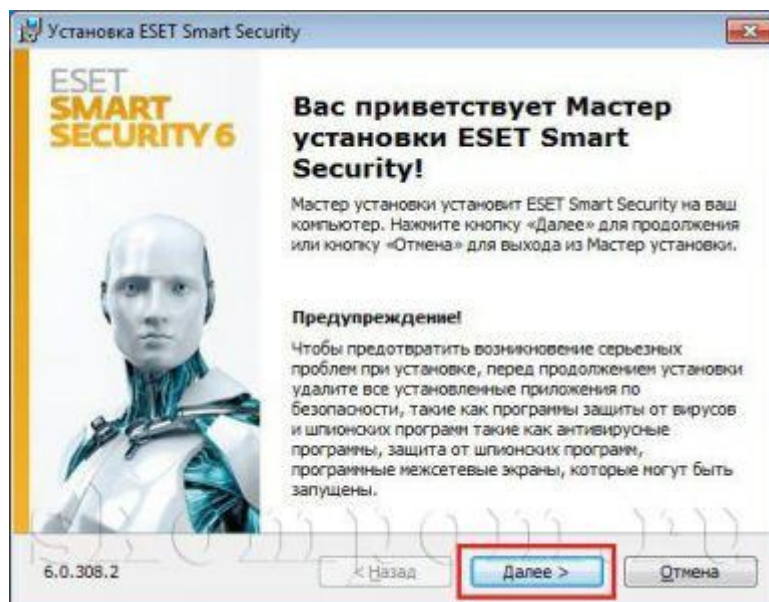 Установка ESET Smart Security
ESET
SMART
SECURITY 6
Вас приветствует Мастер
установки ESET Smart
Security!
Мастер установки установит ESET Smart Security на ваш
компьютер. Нажмите кнопку «Далее» для продолжения
или кнопку «Отмена» для выхода из Мастер установки.
Предупреждение!
Чтобы предотвратить возникновение серьезных
проблем при установке, перед продолжением установки
удалите все установленные приложения по
безопасности, такие как программы защиты от вирусов
и шпионских программ такие как антивирусные
программы, защита от шпионских программ,
программные межсетевые экраны, которые могут быть
запущены.
skompom.ru
6.0.308.2
< Назад
Далее >
Отмена